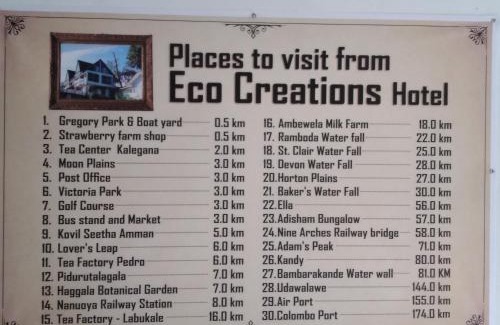 Places to visit from
Eco Creations Hotel
1. Gregory Park & Boat yard 0.5 km
2. Strawberry farm shop 0.5 km
3. Tea Center Kalegana 2.0 km
4. Moon Plains 3.0 km
5. Post Office 3.0 km
6. Victoria Park 3.0 km
7. Golf Course 3.0 km
8. Bus stand and Market 3.0 km
9. Kovil Seetha Amman 5.0 km
10. Lover's Leap 6.0 km
11. Tea Factory Pedro 6.0 km
12. Pidurutalagala 7.0 km
13. Haggala Botanical Garden 7.0 km
14. Nanuoya Railway Station 8.0 km
15. Tea Factory - Labukale 16.0 km
16. Ambewela Milk Farm 18.0 km
17. Ramboda Water fall 22.0 km
18. St. Clair Water Fall 25.0 km
19. Devon Water Fall 28.0 km
20.Horton Plains 27.0 km
21. Baker's Water Fall 30.0 km
22.Ella 56.0 km
23.Adisham Bungalow 57.0 km
24.Nine Arches Railway bridge 58.0 km
25.Adam's Peak 71.0 km
26.Kandy 80.0 km
27.Bambarakande Water wall 81.0 KM
28.Udawalawe 144.0 km
29.Air Port 155.0 km
30.Colombo Port 174.0 km